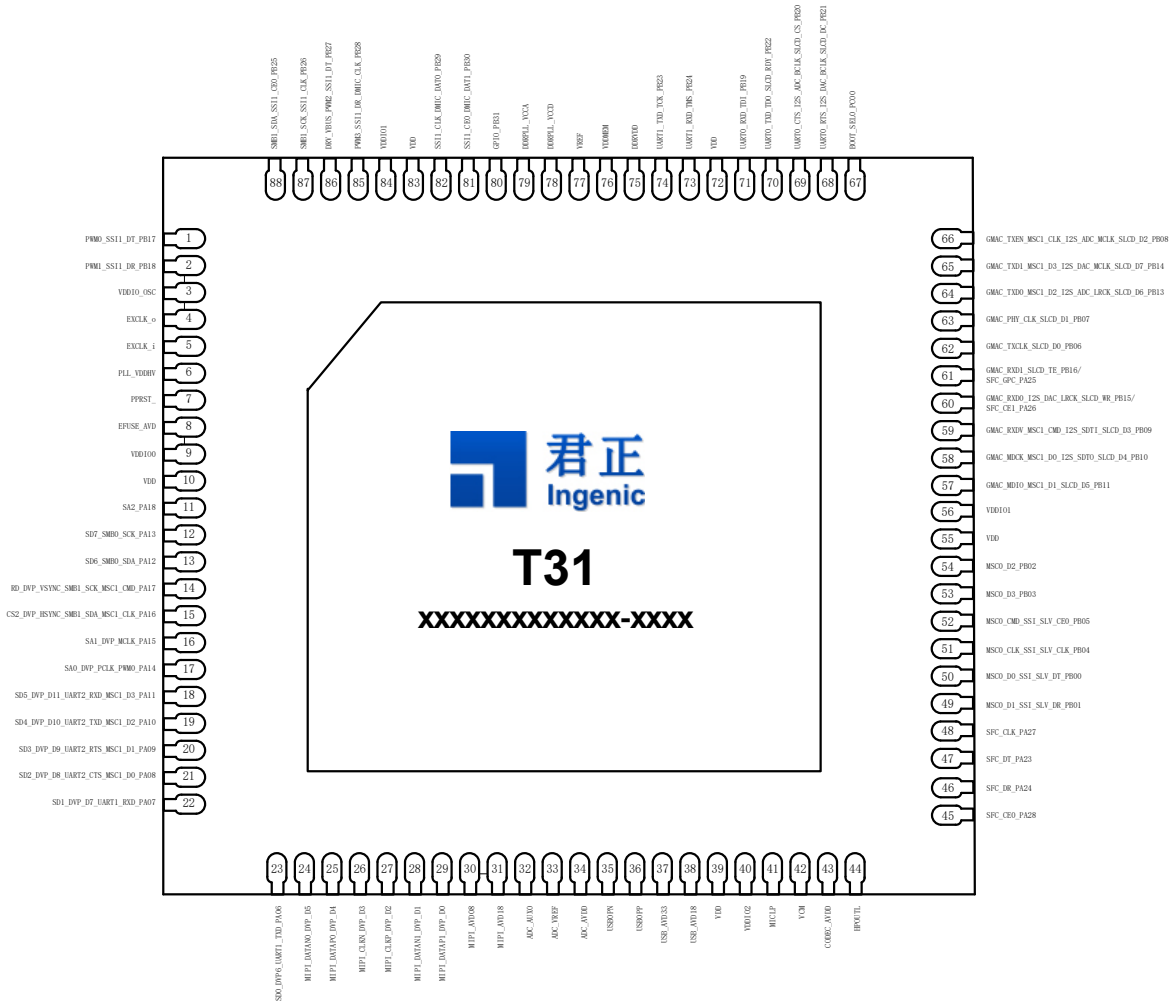 SMB1_SDA_SSI1_CE0_PB25
SMB1_SCK_SSI1_CLK_PB26
DRV_VBUS_PWM2_SSI1_DT_PB27
PWM3_SSI1_DR_DMIC_CLK_PB28
VDDIO1
VDD
SSI1_CLK_DMIC_DAT0_PB29
SSI1_CE0_DMIC_DAT1_PB30
GPIO_PB31
DDRPLL_VCCA
DDRPLL_VCCD
VREF
VDDMEM
DDRVDD
UART1_TXD_TCK_PB23
UART1_RXD_TMS_PB24
VDD
UART0_RXD_TDI_PB19
UART0_TXD_TDO_SLCD_RDY_PB22
UART0_CTS_I2S_ADC_BCLK_SLCD_CS_PB20
UART0_RTS_I2S_DAC_BCLK_SLCD_DC_PB21
BOOT_SEL0_PC00
88
87
86
85
84
83
82
81
80
79
78
77
76
75
74
73
72
71
70
69
68
67
PWM0_SSI1_DT_PB17 1
PWM1_SSI1_DR_PB18 2
VDDIO_OSC 3
EXCLK_o 4
EXCLK_i 5
PLL_VDDHV 6
PPRST_ 7
EFUSE_AVD 8
VDDIO0 9
VDD 10
SA2_PA18 11
SD7_SMB0_SCK_PA13 12
SD6_SMB0_SDA_PA12 13
RD_DVP_VSYNC_SMB1_SCK_MSC1_CMD_PA17 14
CS2_DVP_HSYNC_SMB1_SDA_MSC1_CLK_PA16 15
SA1_DVP_MCLK_PA15 16
SA0_DVP_PCLK_PWM0_PA14 17
SD5_DVP_D11_UART2_RXD_MSC1_D3_PA11 18
SD4_DVP_D10_UART2_TXD_MSC1_D2_PA10 19
SD3_DVP_D9_UART2_RTS_MSC1_D1_PA09 20
SD2_DVP_D8_UART2_CTS_MSC1_D0_PA08 21
SD1_DVP_D7_UART1_RXD_PA07 22
君正
Ingenic
T31
XXXXXXXXXXXXX-XXXX
66 GMAC_TXEN_MSC1_CLK_I2S_ADC_MCLK_SLCD_D2_PB08
65 GMAC_TXD1_MSC1_D3_I2S_DAC_MCLK_SLCD_D7_PB14
64 GMAC_TXD0_MSC1_D2_I2S_ADC_LRCK_SLCD_D6_PB13
63 GMAC_PHY_CLK_SLCD_D1_PB07
62 GMAC_TXCLK_SLCD_D0_PB06
61 GMAC_RXD1_SLCD_TE_PB16/
SFC_GPC_PA25
60 GMAC_RXD0_I2S_DAC_LRCK_SLCD_WR_PB15/
SFC_CE1_PA26
59 GMAC_RXDV_MSC1_CMD_I2S_SDTI_SLCD_D3_PB09
58 GMAC_MDCK_MSC1_D0_I2S_SDTO_SLCD_D4_PB10
57 GMAC_MDIO_MSC1_D1_SLCD_D5_PB11
56 VDDIO1
55 VDD
54 MSC0_D2_PB02
53 MSC0_D3_PB03
52 MSC0_CMD_SSI_SLV_CE0_PB05
51 MSC0_CLK_SSI_SLV_CLK_PB04
50 MSC0_D0_SSI_SLV_DT_PB00
49 MSC0_D1_SSI_SLV_DR_PB01
48 SFC_CLK_PA27
47 SFC_DT_PA23
46 SFC_DR_PA24
45 SFC_CE0_PA28
23
24
25
26
27
28
29
30
31
32
33
34
35
36
37
38
39
40
41
42
43
44
SD0_DVP6_UART1_TXD_PA06
MIPI_DATAN0_DVP_D5
MIPI_DATAP0_DVP_D4
MIPI_CLKN_DVP_D3
MIPI_CLKP_DVP_D2
MIPI_DATAN1_DVP_D1
MIPI_DATAP1_DVP_D0
MIPI_AVD08
MIPI_AVD18
ADC_AUX0
ADC_VREF
ADC_AVDD
USB0PN
USB0PP
USB_AVD33
USB_AVD18
VDD
VDDIO2
MICLP
VCM
CODEC_AVDD
HPOUTL